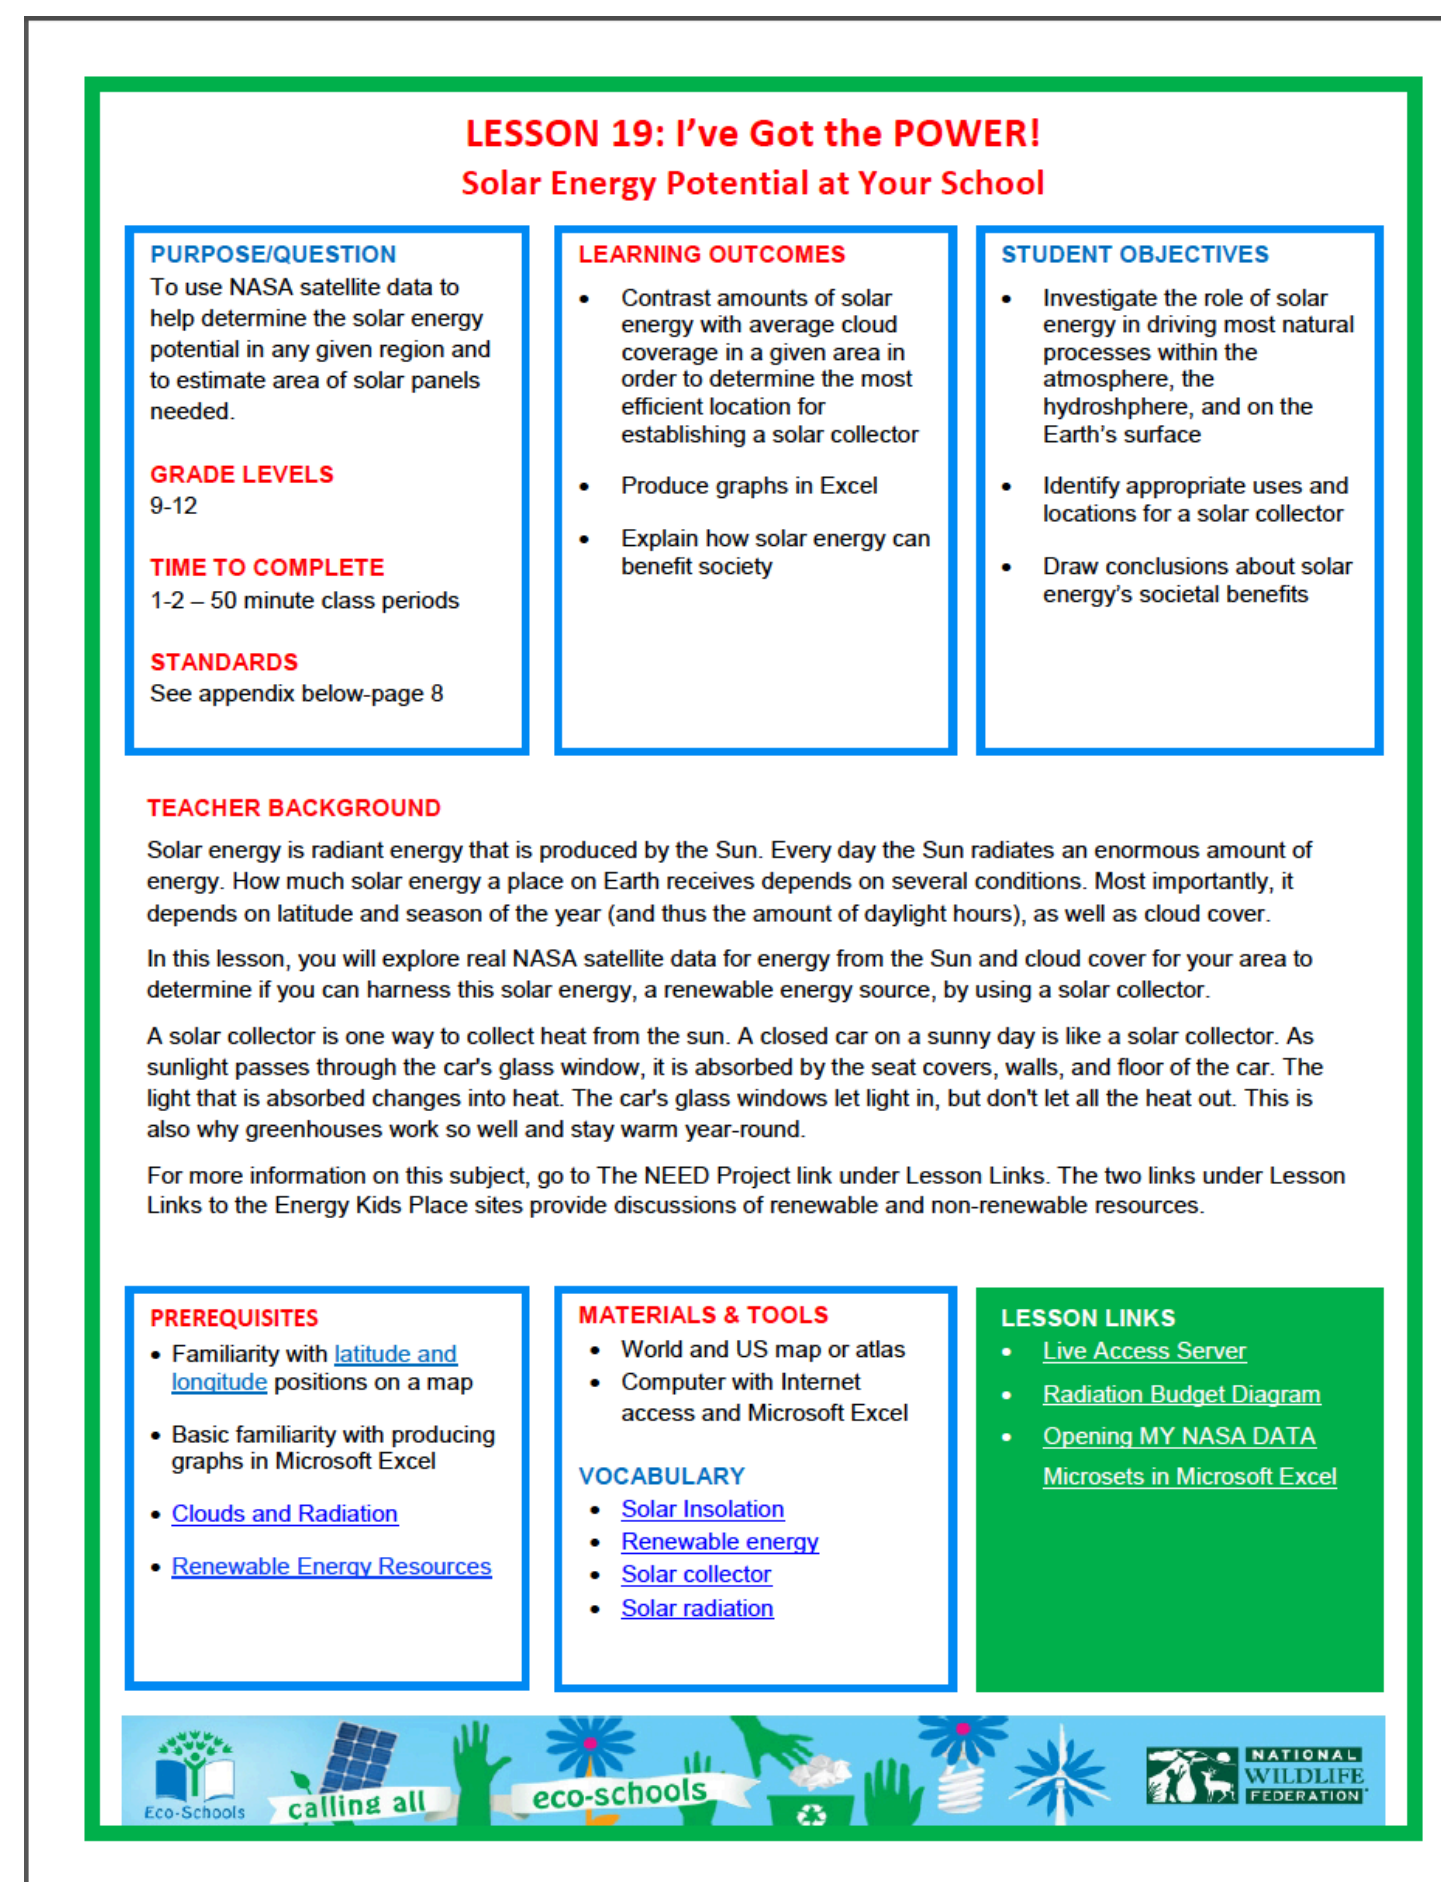 LESSON 19: I've Got the POWER!
Solar Energy Potential at Your School
PURPOSE/QUESTION
To use NASA satellite data to
help determine the solar energy
potential in any given region and
to estimate area of solar panels
needed.
GRADE LEVELS
9-12
TIME TO COMPLETE
1-2 – 50 minute class periods
STANDARDS
See appendix below-page 8
LEARNING OUTCOMES
• Contrast amounts of solar
energy with average cloud
coverage in a given area in
order to determine the most
efficient location for
establishing a solar collector
• Produce graphs in Excel
• Explain how solar energy can
benefit society
STUDENT OBJECTIVES
• Investigate the role of solar
energy in driving most natural
processes within the
atmosphere, the
hydroshphere, and on the
Earth's surface
• Identify appropriate uses and
locations for a solar collector
• Draw conclusions about solar
energy's societal benefits
TEACHER BACKGROUND
Solar energy is radiant energy that is produced by the Sun. Every day the Sun radiates an enormous amount of
energy. How much solar energy a place on Earth receives depends on several conditions. Most importantly, it
depends on latitude and season of the year (and thus the amount of daylight hours), as well as cloud cover.
In this lesson, you will explore real NASA satellite data for energy from the Sun and cloud cover for your area to
determine if you can harness this solar energy, a renewable energy source, by using a solar collector.
A solar collector is one way to collect heat from the sun. A closed car on a sunny day is like a solar collector. As
sunlight passes through the car's glass window, it is absorbed by the seat covers, walls, and floor of the car. The
light that is absorbed changes into heat. The car's glass windows let light in, but don't let all the heat out. This is
also why greenhouses work so well and stay warm year-round.
For more information on this subject, go to The NEED Project link under Lesson Links. The two links under Lesson
Links to the Energy Kids Place sites provide discussions of renewable and non-renewable resources.
PREREQUISITES
• Familiarity with latitude and
longitude positions on a map
• Basic familiarity with producing
graphs in Microsoft Excel
• Clouds and Radiation
• Renewable Energy Resources
MATERIALS & TOOLS
• World and US map or atlas
• Computer with Internet
access and Microsoft Excel
VOCABULARY
• Solar Insolation
• Renewable energy
• Solar collector
• Solar radiation
LESSON LINKS
• Live Access Server
• Radiation Budget Diagram
• Opening MY NASA DATA
Microsets in Microsoft Excel
Eco-Schools
calling all
eco-schools
NATIONAL
WILDLIFE
FEDERATION